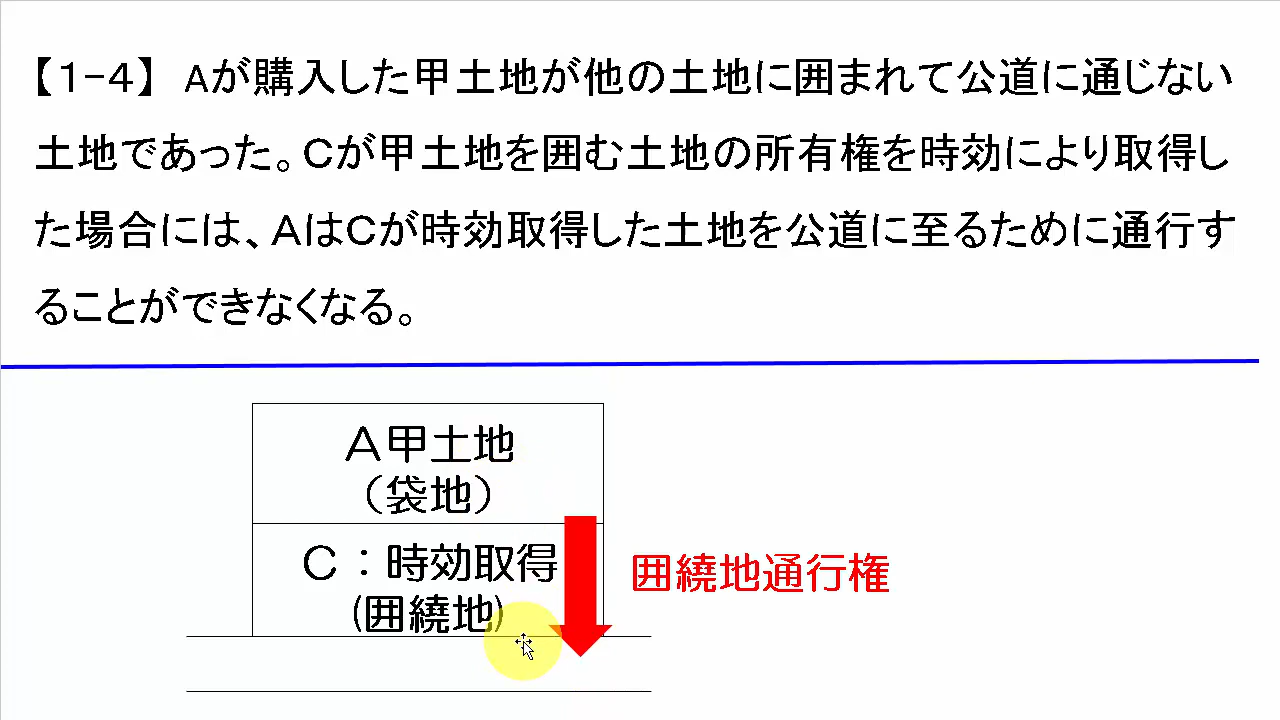 【1-4】 Aが購入した甲土地が他の土地に囲まれて公道に通じない
土地であった。Cが甲土地を囲む土地の所有権を時効により取得し
た場合には、AはCが時効取得した土地を公道に至るために通行す
ることができなくなる。
A甲土地
（袋地）
C：時効取得
(囲繞地)
囲繞地通行権